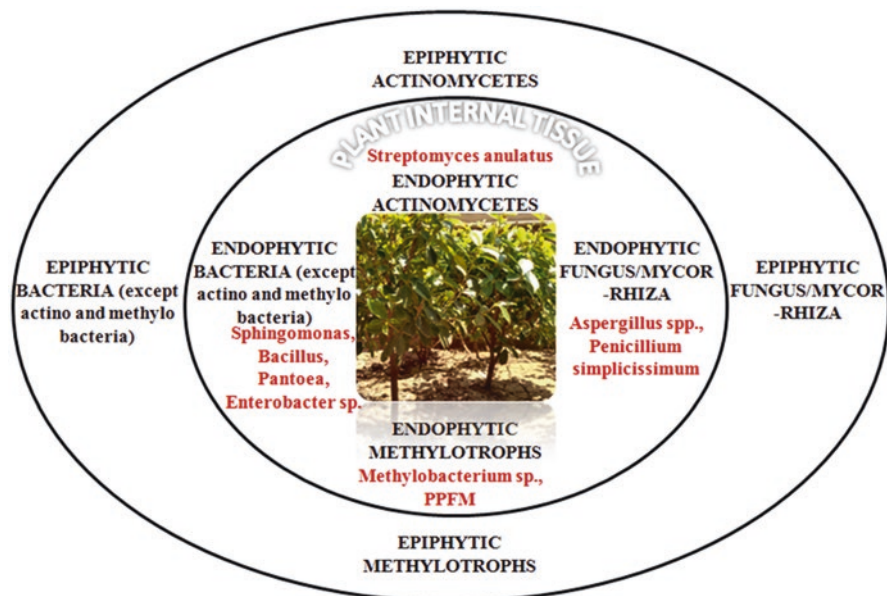 EPIPHYTIC
ACTINOMYCETES
PLANT INTERNAL TISSUE
Streptomyces anulatus
ENDOPHYTIC
ACTINOMYCETES
EPIPHYTIC
BACTERIA (except
actino and methylo
bacteria)
ENDOPHYTIC
BACTERIA (except
actino and methylo
bacteria)
Sphingomonas,
Bacillus,
Pantoea,
Enterobacter sp.
ENDOPHYTIC
FUNGUS/MYCOR
-RHIZA
Aspergillus spp.,
Penicillium
simplicissimum
EPIPHYTIC
FUNGUS/MYCOR
-RHIZA
ENDOPHYTIC
METHYLOTROPHS
Methylobacterium sp.,
PPFM
EPIPHYTIC
METHYLOTROPHS